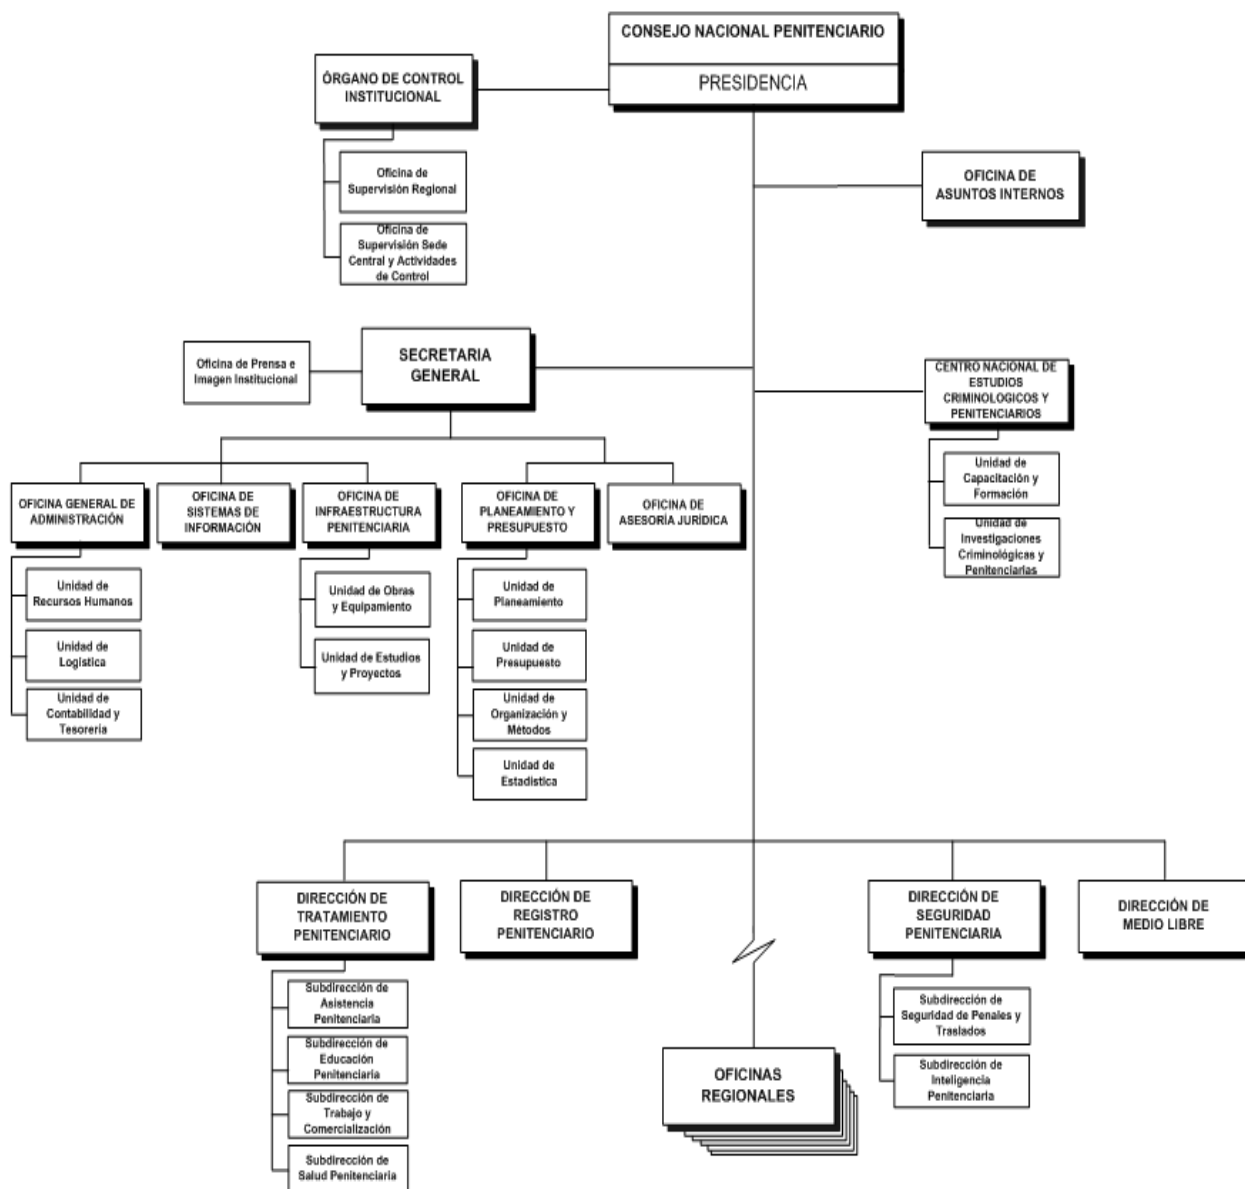 CONSEJO NACIONAL PENITENCIARIO
PRESIDENCIA
ÓRGANO DE CONTROL
INSTITUCIONAL
Oficina de
Supervisión Regional
Oficina de
Supervisión Sede
Central y Actividades
de Control
OFICINA DE
ASUNTOS INTERNOS
Oficina de Prensa e
Imagen Institucional
SECRETARIA
GENERAL
CENTRO NACIONAL DE
ESTUDIOS
CRIMINOLOGICOS Y
PENITENCIARIOS
Unidad de
Capacitación y
Formación
Unidad de
Investigaciones
Criminológicas y
Penitenciarias
OFICINA GENERAL DE
ADMINISTRACIÓN
OFICINA DE
SISTEMAS DE
INFORMACIÓN
OFICINA DE
INFRAESTRUCTURA
PENITENCIARIA
OFICINA DE
PLANEAMIENTO Y
PRESUPUESTO
OFICINA DE
ASESORÍA JURÍDICA
Unidad de
Recursos Humanos
Unidad de
Logística
Unidad de
Contabilidad y
Tesorería
Unidad de Obras
y Equipamiento
Unidad de Estudios
y Proyectos
Unidad de
Planeamiento
Unidad de
Presupuesto
Unidad de
Organización y
Métodos
Unidad de
Estadística
DIRECCIÓN DE
TRATAMIENTO
PENITENCIARIO
DIRECCIÓN DE
REGISTRO
PENITENCIARIO
DIRECCIÓN DE
SEGURIDAD
PENITENCIARIA
DIRECCIÓN DE
MEDIO LIBRE
Subdirección de
Asistencia
Penitenciaria
Subdirección de
Educación
Penitenciaria
Subdirección de
Trabajo y
Comercialización
Subdirección de
Salud Penitenciaria
OFICINAS
REGIONALES
Subdirección de
Seguridad de Penales y
Traslados
Subdirección de
Inteligencia
Penitenciaria